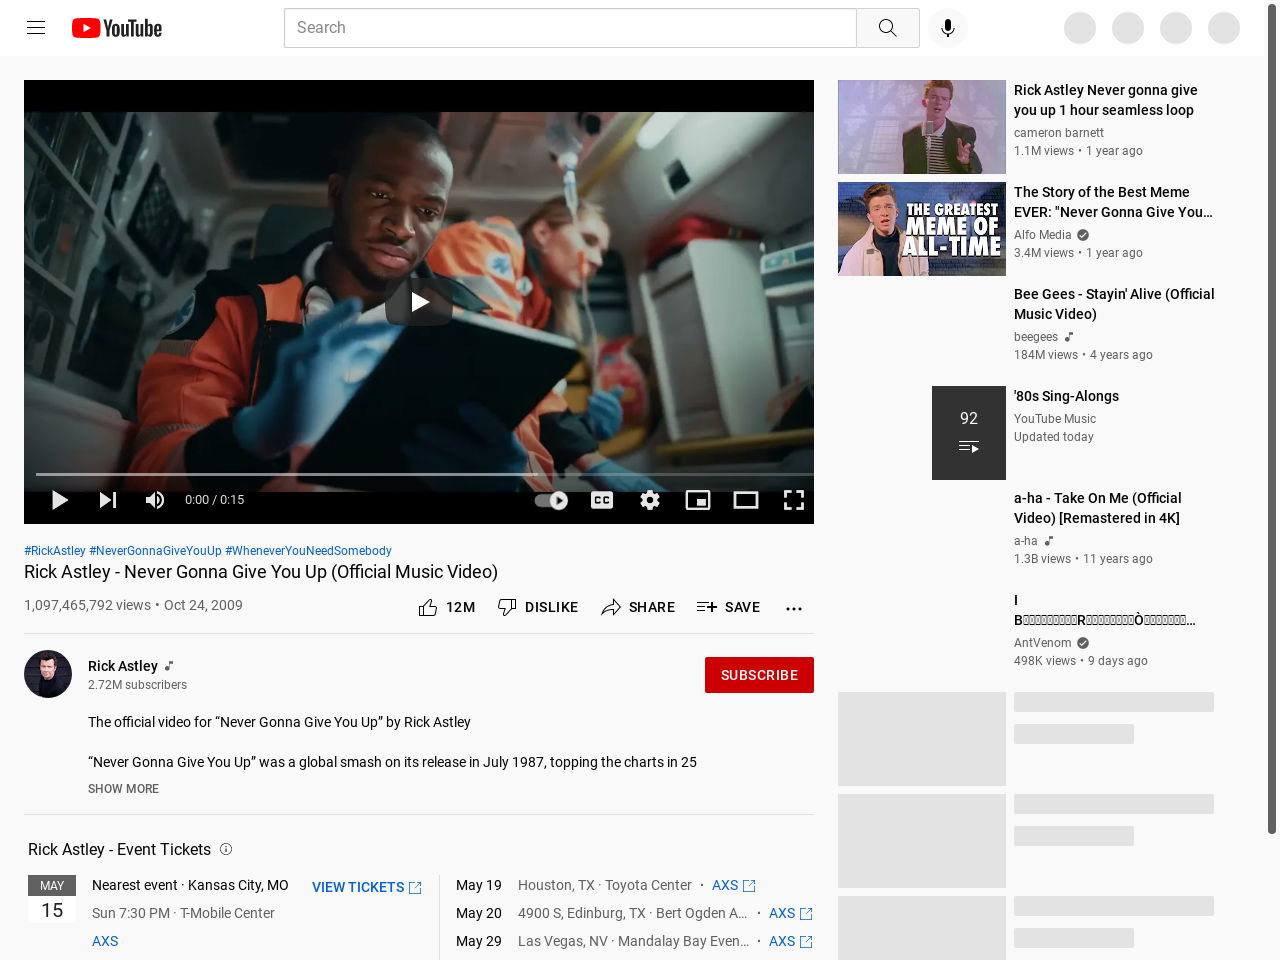 YouTube
Search
0:00 / 0:15
CC
#RickAstley #NeverGonnaGiveYouUp #WheneverYouNeedSomebody
Rick Astley - Never Gonna Give You Up (Official Music Video)
1,097,465,792 views • Oct 24, 2009
12M
DISLIKE
SHARE
SAVE
Rick Astley
2.72M subscribers
SUBSCRIBE
The official video for “Never Gonna Give You Up” by Rick Astley
“Never Gonna Give You Up” was a global smash on its release in July 1987, topping the charts in 25
SHOW MORE
Rick Astley - Event Tickets
MAY
15
Nearest event · Kansas City, MO
Sun 7:30 PM · T-Mobile Center
AXS
VIEW TICKETS
May 19 Houston, TX · Toyota Center · AXS
May 20 4900 S, Edinburg, TX · Bert Ogden A... · AXS
May 29 Las Vegas, NV · Mandalay Bay Even... · AXS
Rick Astley Never gonna give
you up 1 hour seamless loop
cameron barnett
1.1M views • 1 year ago
THE GREATEST
MEME OF
ALL-TIME
The Story of the Best Meme
EVER: "Never Gonna Give You...
Alfo Media
3.4M views • 1 year ago
Bee Gees - Stayin' Alive (Official
Music Video)
beegees
184M views • 4 years ago
92
'80s Sing-Alongs
YouTube Music
Updated today
a-ha - Take On Me (Official
Video) [Remastered in 4K]
a-ha
1.3B views • 11 years ago
I
AntVenom
498K views • 9 days ago